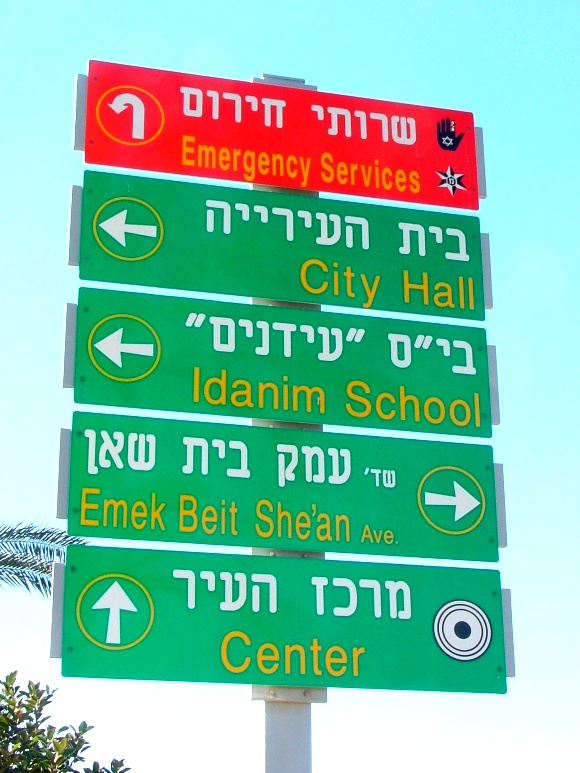 שרותי חירום
Emergency Services
בית העירייה
City Hall
בי״ס ״עידנים״
Idanim School
שד׳ עמק בית שאן
Emek Beit She'an Ave.
מרכז העיר
Center